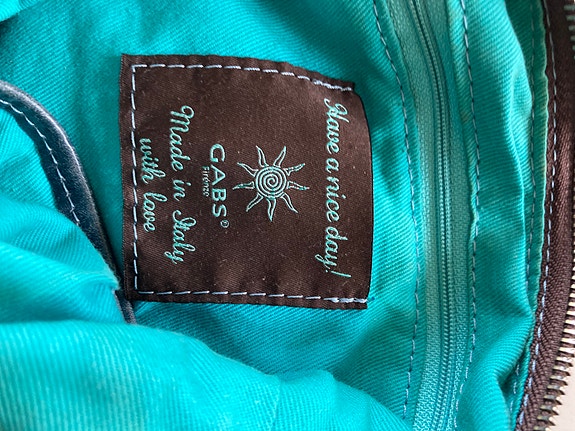 Have a nice day!
GABS®
Firenze
Made in Italy
with love